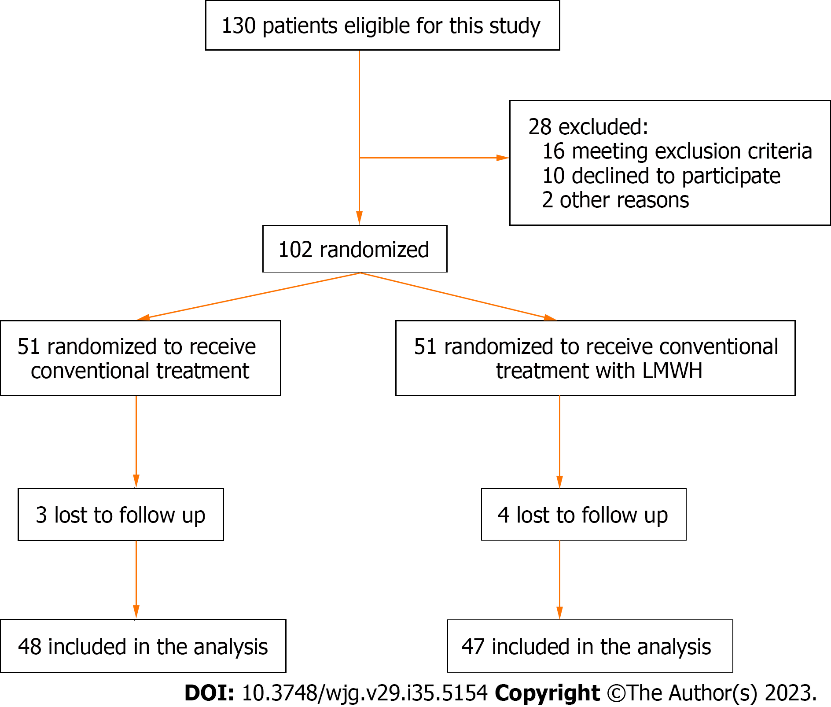 130 patients eligible for this study
28 excluded:
16 meeting exclusion criteria
10 declined to participate
2 other reasons
102 randomized
51 randomized to receive
conventional treatment
51 randomized to receive conventional
treatment with LMWH
3 lost to follow up
4 lost to follow up
48 included in the analysis
47 included in the analysis
DOI: 10.3748/wjg.v29.i35.5154 Copyright ©The Author(s) 2023.